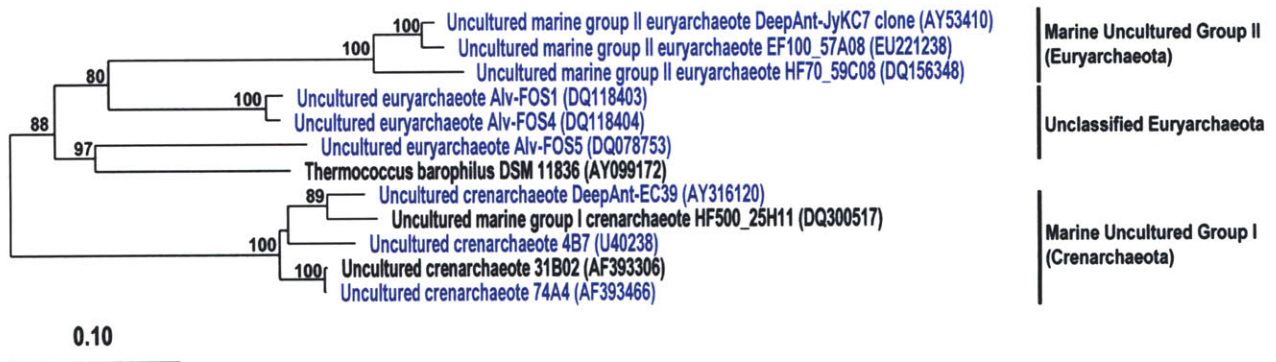 100
Uncultured marine group II euryarchaeote DeepAnt-JyKC7 clone (AY53410)
100
Uncultured marine group II euryarchaeote EF100_57A08 (EU221238)
Uncultured marine group II euryarchaeote HF70_59C08 (DQ156348)
Marine Uncultured Group II
(Euryarchaeota)
80
100
Uncultured euryarchaeote Alv-FOS1 (DQ118403)
Uncultured euryarchaeote Alv-FOS4 (DQ118404)
88
Uncultured euryarchaeote Alv-FOS5 (DQ078753)
97
Thermococcus barophilus DSM 11836 (AY099172)
Unclassified Euryarchaeota
Uncultured crenarchaeote DeepAnt-EC39 (AY316120)
89
Uncultured marine group I crenarchaeote HF500_25H11 (DQ300517)
100
Uncultured crenarchaeote 4B7 (U40238)
100
Uncultured crenarchaeote 31B02 (AF393306)
Uncultured crenarchaeote 74A4 (AF393466)
Marine Uncultured Group I
(Crenarchaeota)
0.10